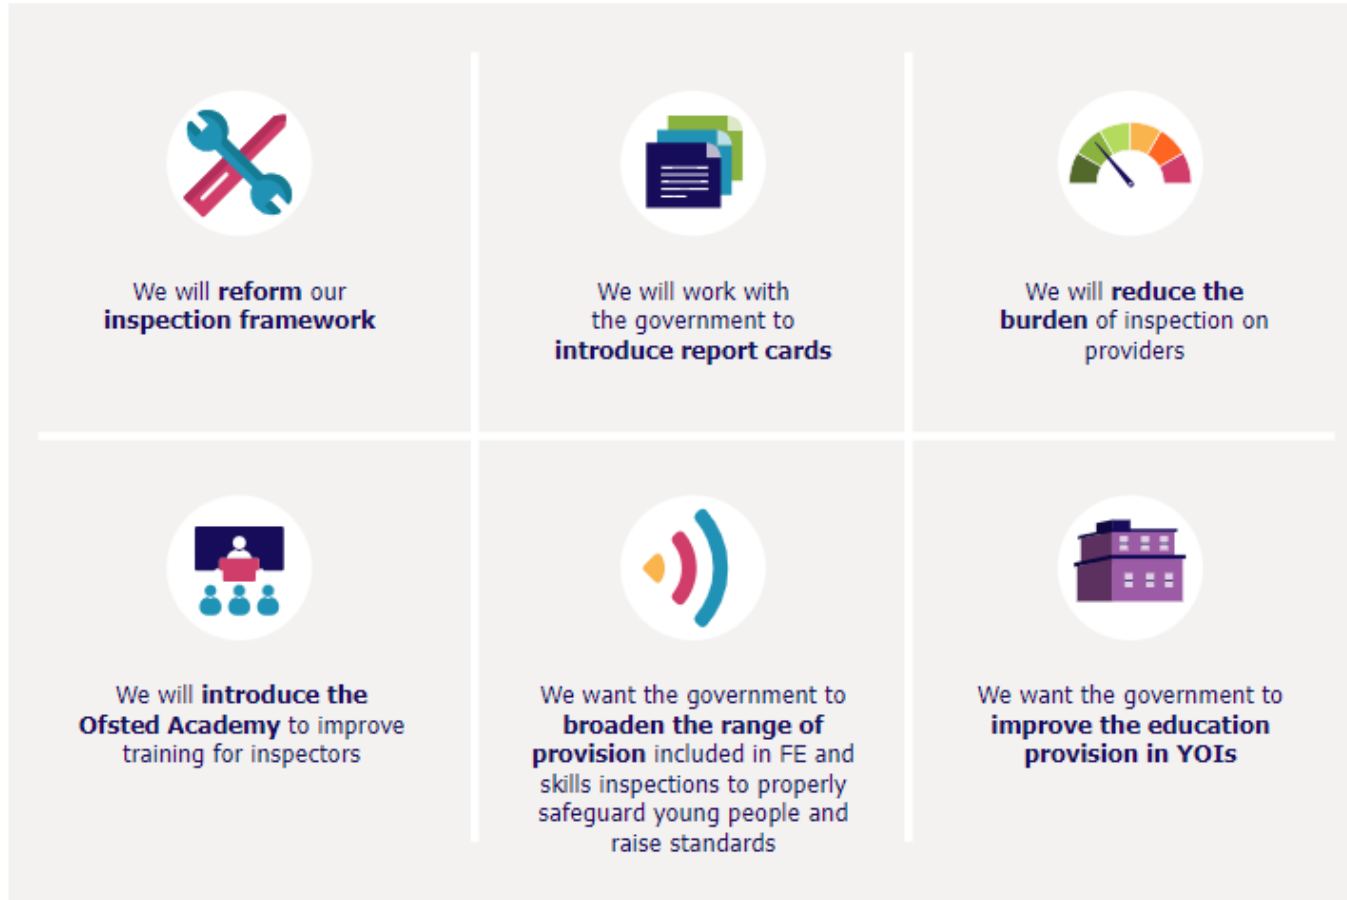 We will reform our
inspection framework
We will work with
the government to
introduce report cards
We will reduce the
burden of inspection on
providers
We will introduce the
Ofsted Academy to improve
training for inspectors
We want the government to
broaden the range of
provision included in FE and
skills inspections to properly
safeguard young people and
raise standards
We want the government to
improve the education
provision in YOIs